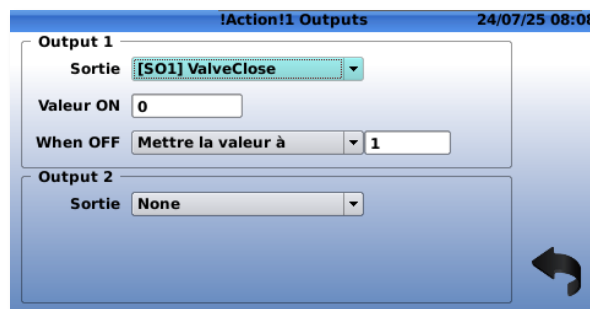 !Action!1 Outputs 24/07/25 08:08
Output 1
Sortie [SO1] ValveClose
Valeur ON 0
When OFF Mettre la valeur à 1
Output 2
Sortie None